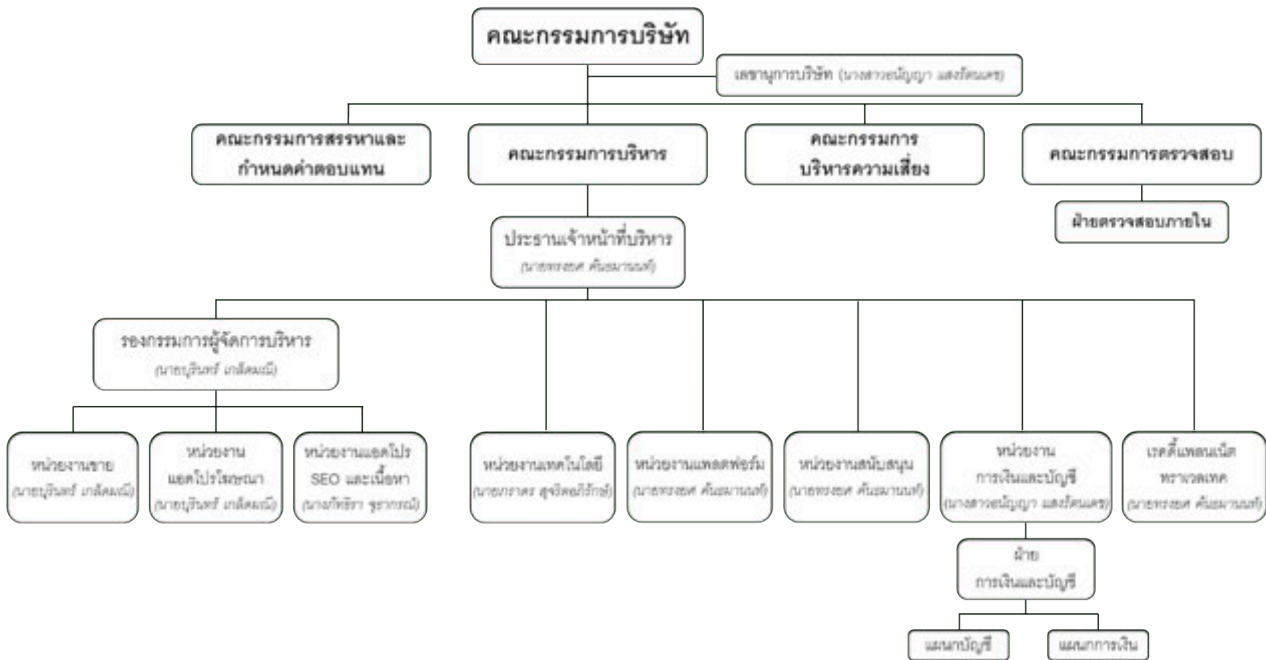 คณะกรรมการบริษัท
เลขานุการบริษัท (นางสาวอนัญญา แสงรัตนเดช)
คณะกรรมการสรรหาและ
กำหนดค่าตอบแทน
คณะกรรมการบริหาร
คณะกรรมการ
บริหารความเสี่ยง
คณะกรรมการตรวจสอบ
ฝ่ายตรวจสอบภายใน
ประธานเจ้าหน้าที่บริหาร
(นายทรงยศ คันธมานนท์)
รองกรรมการผู้จัดการบริหาร
(นายบุรินทร์ เกล็ดมณี)
หน่วยงานขาย
(นายบุรินทร์ เกล็ดมณี)
หน่วยงาน
แอดโปรโฆษณา
(นายบุรินทร์ เกล็ดมณี)
หน่วยงานแอดโปร
SEO และเนื้อหา
หน่วยงานเทคโนโลยี
(นายภราดร สุจริตอภิรักษ์)
หน่วยงานแพลตฟอร์ม
(นายทรงยศ คันธมานนท์)
หน่วยงานสนับสนุน
(นายทรงยศ คันธมานนท์)
หน่วยงาน
การเงินและบัญชี
(นางสาวอนัญญา แสงรัตนเดช)
เรดดี้แพลนเน็ต
ทราเวลเทค
(นายทรงยศ คันธมานนท์)
ฝ่าย
การเงินและบัญชี
แผนกบัญชี
แผนกการเงิน